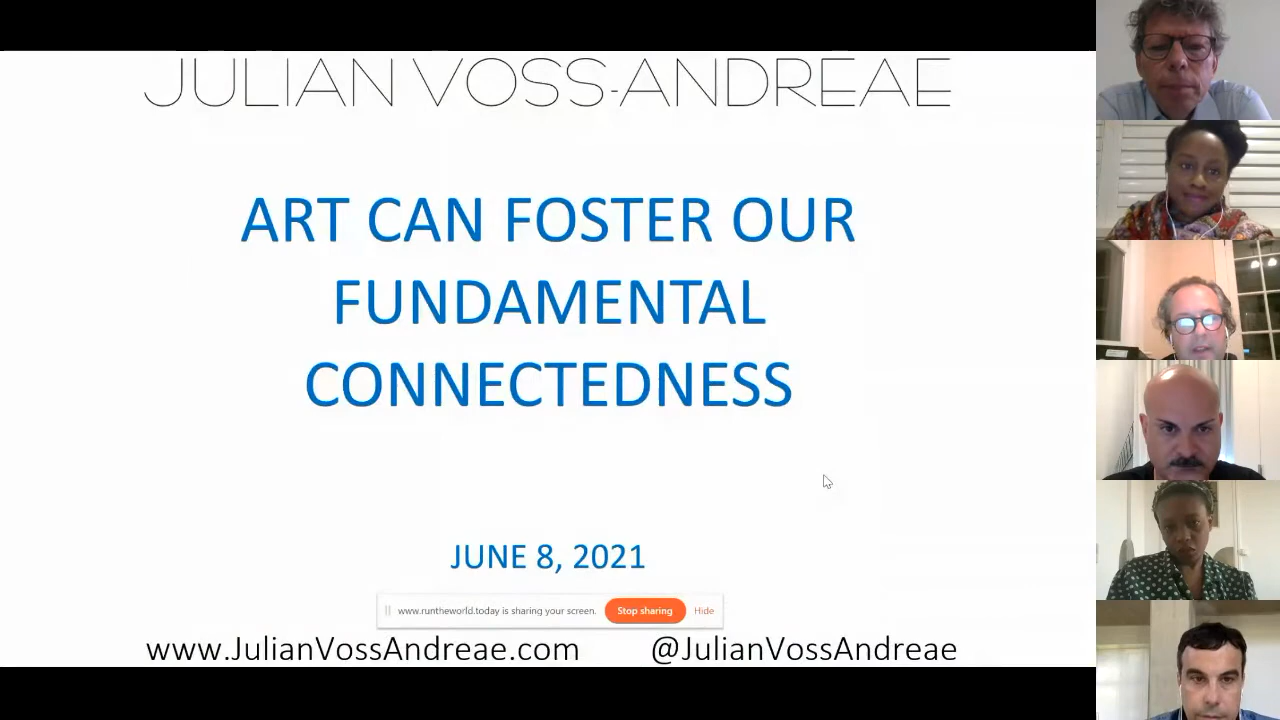 JULIAN VOSS-ANDREAE
ART CAN FOSTER OUR
FUNDAMENTAL
CONNECTEDNESS
JUNE 8, 2021
www.runtheworld.today is sharing your screen. Stop sharing Hide
www.JulianVossAndreae.com @JulianVossAndreae